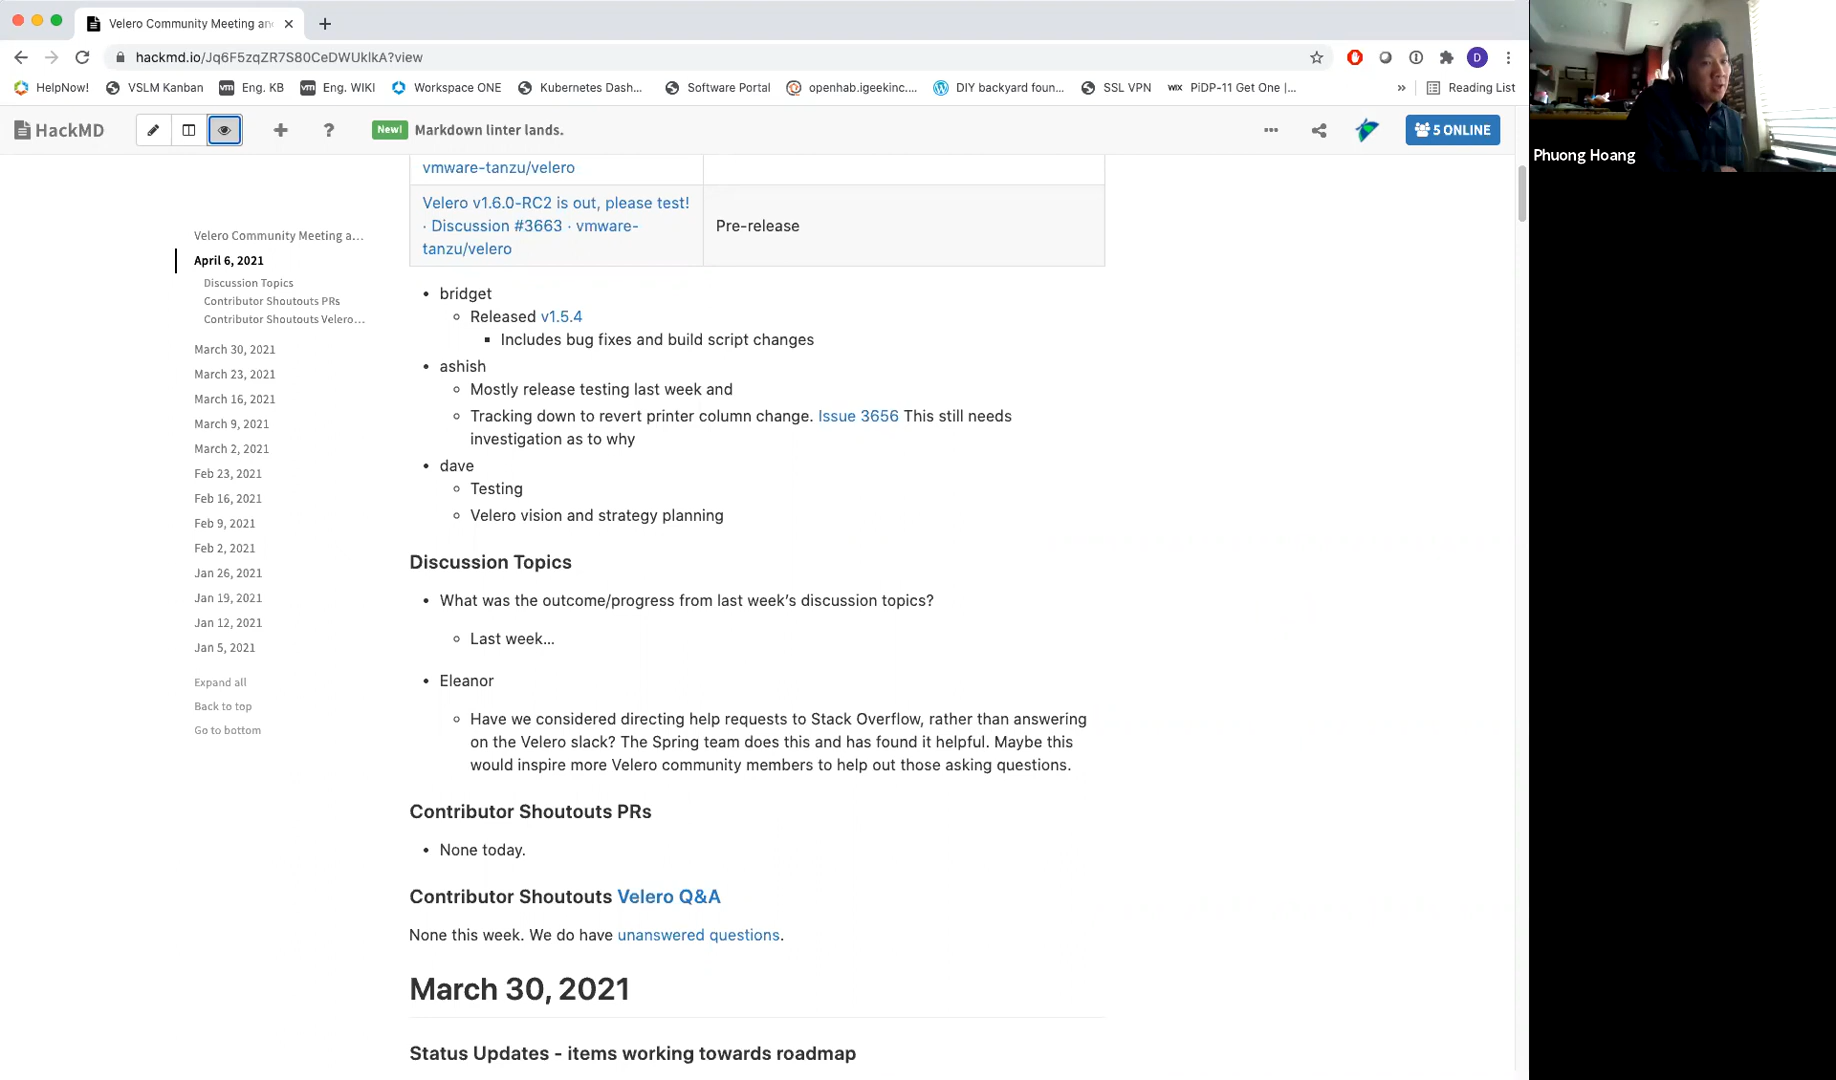 Velero Community Meeting an
hackmd.io/Jq6F5zqZR7S80CeDWUklkA?view
HelpNow!
VSLM Kanban
Eng. KB
Eng. WIKI
Workspace ONE
Kubernetes Dash...
Software Portal
openhab.igeekinc....
DIY backyard foun...
SSL VPN
WIX
PiDP-11 Get One |...
»
Reading List
D
HackMD
?
New!
Markdown linter lands.
5 ONLINE
Phuong Hoang
Velero Community Meeting a...
April 6, 2021
Discussion Topics
Contributor Shoutouts PRs
Contributor Shoutouts Velero...
March 30, 2021
March 23, 2021
March 16, 2021
March 9, 2021
March 2, 2021
Feb 23, 2021
Feb 16, 2021
Feb 9, 2021
Feb 2, 2021
Jan 26, 2021
Jan 19, 2021
Jan 12, 2021
Jan 5, 2021
Expand all
Back to top
Go to bottom
vmware-tanzu/velero
Velero v1.6.0-RC2 is out, please test!
· Discussion #3663 · vmware-
tanzu/velero
Pre-release
• bridget
◦ Released v1.5.4
▪ Includes bug fixes and build script changes
• ashish
◦ Mostly release testing last week and
◦ Tracking down to revert printer column change. Issue 3656 This still needs
investigation as to why
• dave
◦ Testing
◦ Velero vision and strategy planning
Discussion Topics
• What was the outcome/progress from last week’s discussion topics?
◦ Last week...
• Eleanor
◦ Have we considered directing help requests to Stack Overflow, rather than answering
on the Velero slack? The Spring team does this and has found it helpful. Maybe this
would inspire more Velero community members to help out those asking questions.
Contributor Shoutouts PRs
• None today.
Contributor Shoutouts Velero Q&A
None this week. We do have unanswered questions.
March 30, 2021
Status Updates - items working towards roadmap